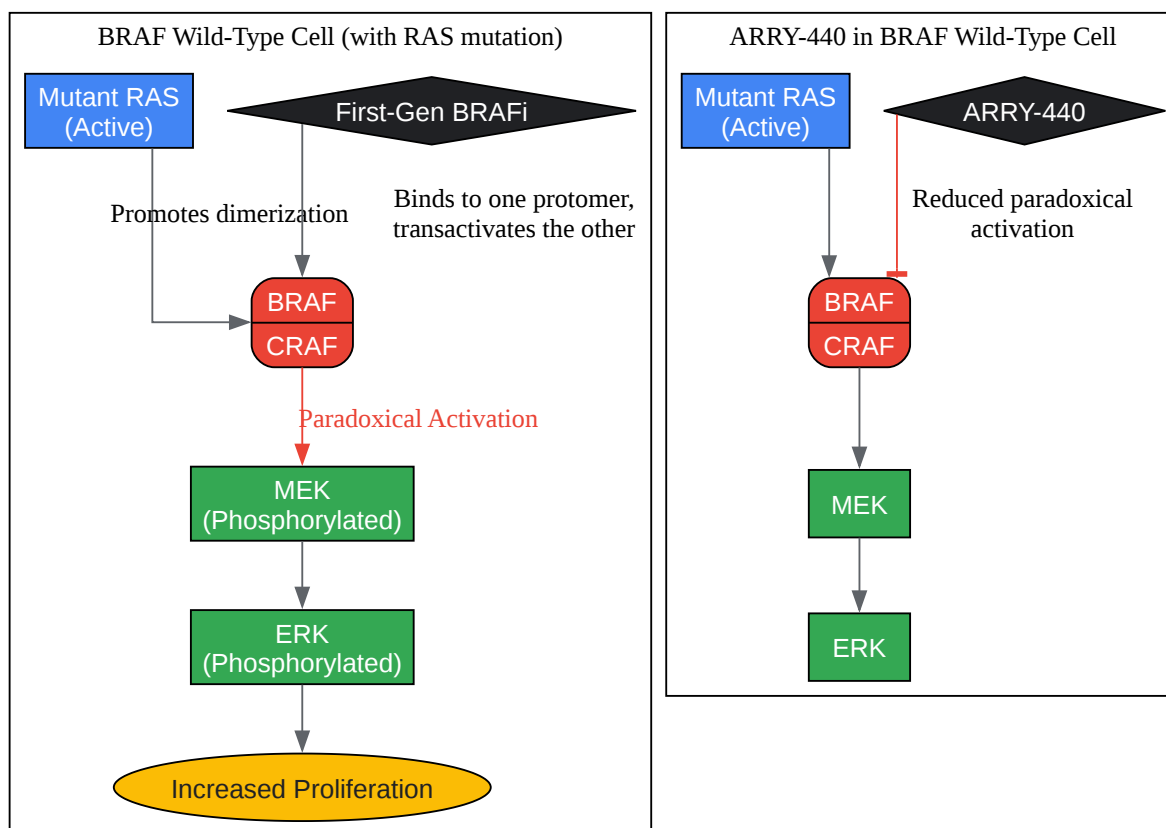 BRAF Wild-Type Cell (with RAS mutation)
Mutant RAS
(Active)
First-Gen BRAFi
Promotes dimerization
Binds to one protomer,
transactivates the other
BRAF
CRAF
Paradoxical Activation
MEK
(Phosphorylated)
ERK
(Phosphorylated)
Increased Proliferation
ARRY-440 in BRAF Wild-Type Cell
Mutant RAS
(Active)
ARRY-440
Reduced paradoxical
activation
BRAF
CRAF
MEK
ERK